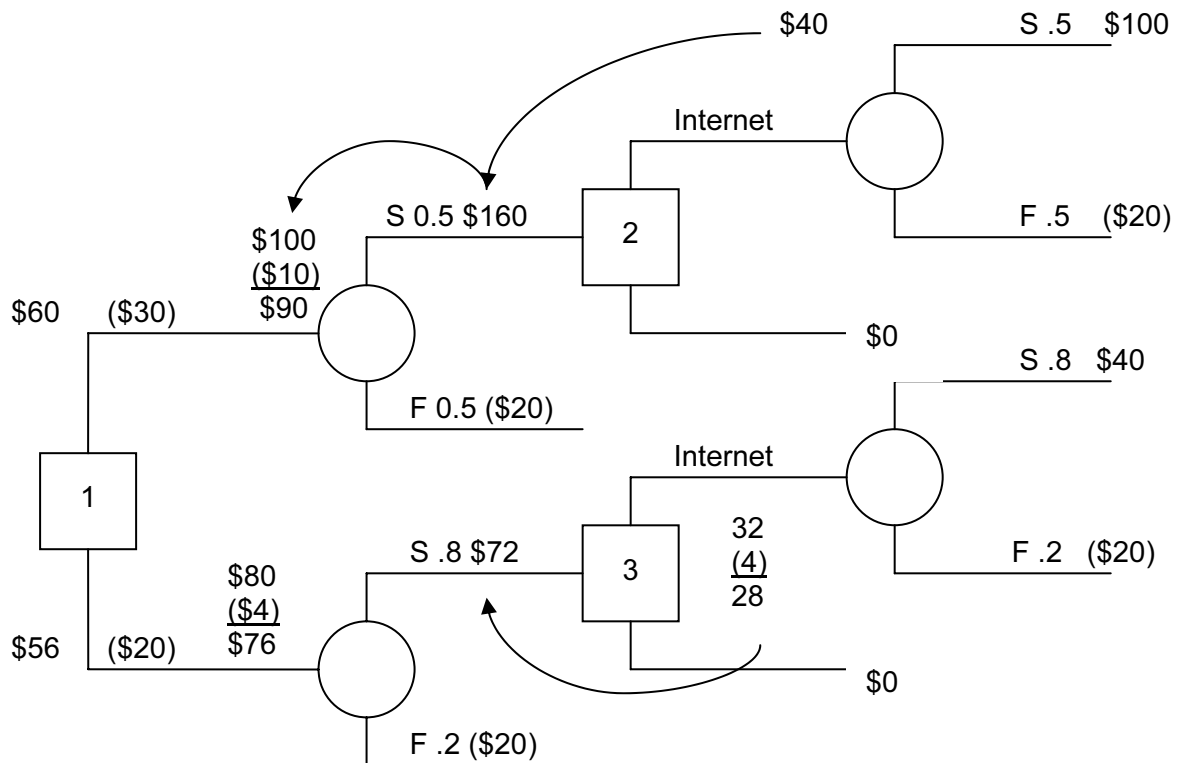 $40
S .5 $100
Internet
S 0.5 $160
2
F .5 ($20)
$100
($10)
$90
$60 ($30)
$0
S .8 $40
F 0.5 ($20)
Internet
1
32
(4)
28
S .8 $72
3
F .2 ($20)
$80
($4)
$76
$56 ($20)
$0
F .2 ($20)